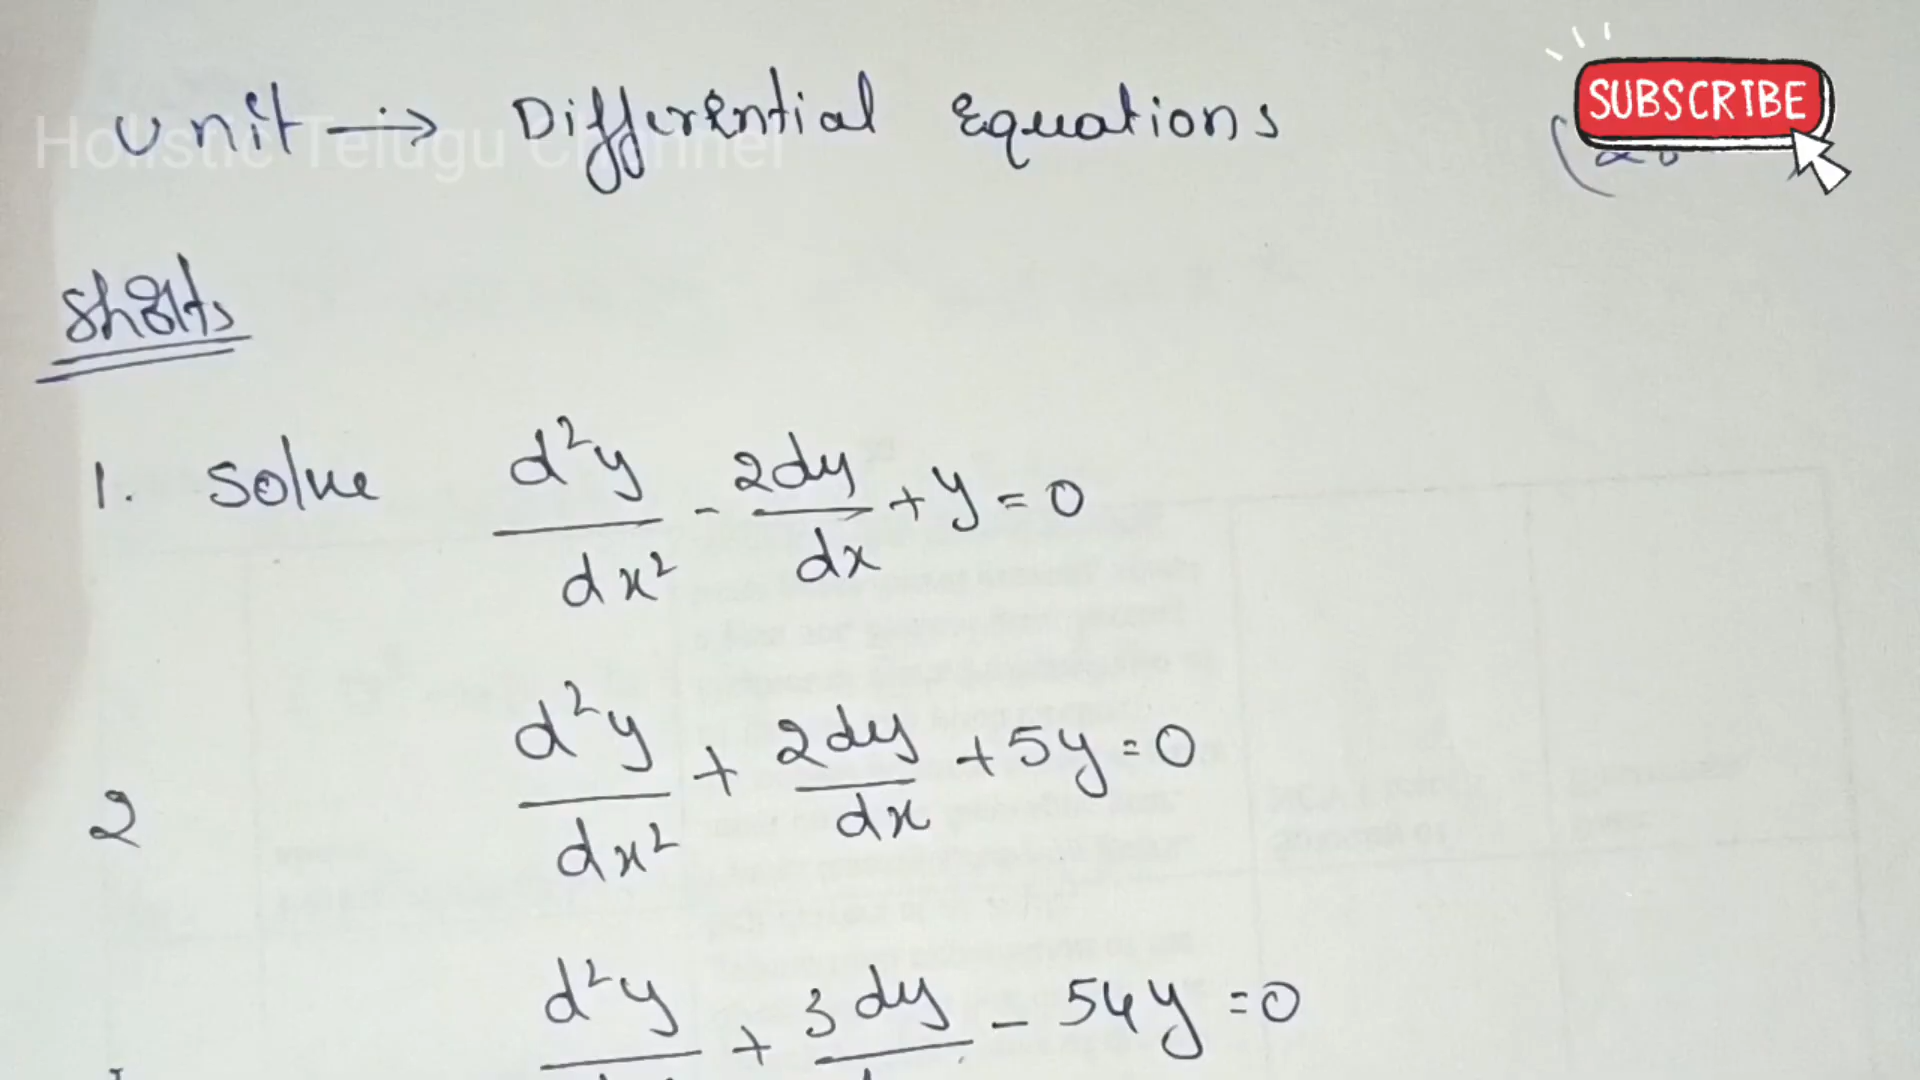 Unit → Differential Equations
SUBSCRIBE
Holistic Telugu Channel
Shorts
1. Solve d²y/dx² - 2dy/dx + y = 0
2 d²y/dx² + 2dy/dx + 5y = 0
d²y + 3dy - 54y = 0